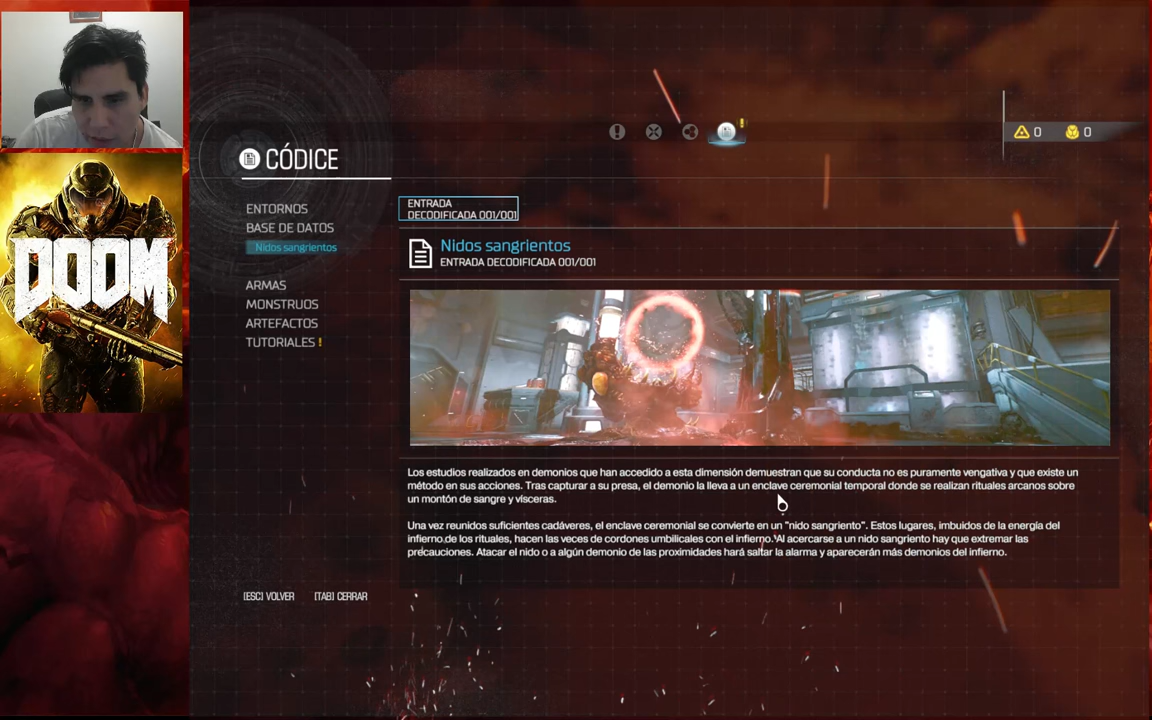 DOOM
CÓDICE
0
0
ENTORNOS
BASE DE DATOS
Nidos sangrientos
ARMAS
MONSTRUOS
ARTEFACTOS
TUTORIALES !
ENTRADA
DECODIFICADA 001/001
Nidos sangrientos
ENTRADA DECODIFICADA 001/001
Los estudios realizados en demonios que han accedido a esta dimensión demuestran que su conducta no es puramente vengativa y que existe un
método en sus acciones. Tras capturar a su presa, el demonio la lleva a un enclave ceremonial temporal donde se realizan rituales arcanos sobre
un montón de sangre y vísceras.
Una vez reunidos suficientes cadáveres, el enclave ceremonial se convierte en un "nido sangriento". Estos lugares, imbuidos de la energía del
infierno de los rituales, hacen las veces de cordones umbilicales con el infierno. Al acercarse a un nido sangriento hay que extremar las
precauciones. Atacar el nido o a algún demonio de las proximidades hará saltar la alarma y aparecerán más demonios del infierno.
[ESC] VOLVER [TAB] CERRAR